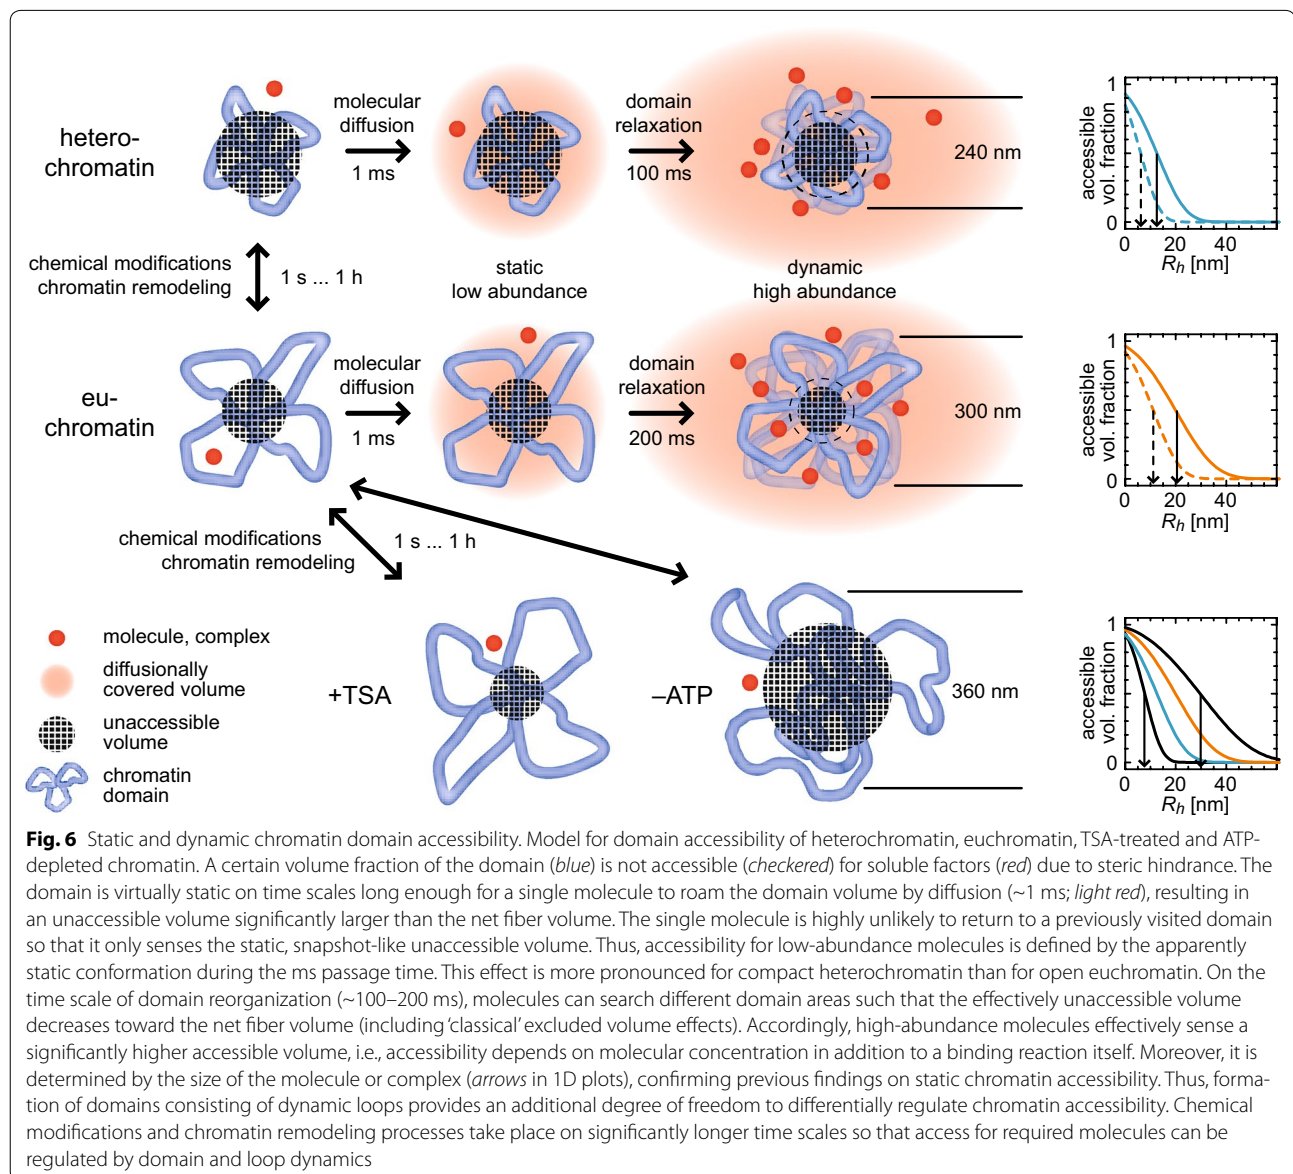 hetero-
chromatin
molecular
diffusion
1 ms
domain
relaxation
100 ms
240 nm
accessible
vol. fraction
1
0
0 20 40
Rh [nm]
chemical modifications
chromatin remodeling
1 s ... 1 h
static
low abundance
dynamic
high abundance
eu-
chromatin
molecular
diffusion
1 ms
domain
relaxation
200 ms
300 nm
accessible
vol. fraction
1
0
0 20 40
Rh [nm]
chemical modifications
chromatin remodeling
1 s ... 1 h
molecule, complex
diffusionally
covered volume
unaccessible
volume
chromatin
domain
+TSA
–ATP
360 nm
accessible
vol. fraction
1
0
0 20 40
Rh [nm]
Fig. 6 Static and dynamic chromatin domain accessibility. Model for domain accessibility of heterochromatin, euchromatin, TSA-treated and ATP-
depleted chromatin. A certain volume fraction of the domain (blue) is not accessible (checkered) for soluble factors (red) due to steric hindrance. The
domain is virtually static on time scales long enough for a single molecule to roam the domain volume by diffusion (~1 ms; light red), resulting in
an unaccessible volume significantly larger than the net fiber volume. The single molecule is highly unlikely to return to a previously visited domain
so that it only senses the static, snapshot-like unaccessible volume. Thus, accessibility for low-abundance molecules is defined by the apparently
static conformation during the ms passage time. This effect is more pronounced for compact heterochromatin than for open euchromatin. On the
time scale of domain reorganization (~100–200 ms), molecules can search different domain areas such that the effectively unaccessible volume
decreases toward the net fiber volume (including ‘classical’ excluded volume effects). Accordingly, high-abundance molecules effectively sense a
significantly higher accessible volume, i.e., accessibility depends on molecular concentration in addition to a binding reaction itself. Moreover, it is
determined by the size of the molecule or complex (arrows in 1D plots), confirming previous findings on static chromatin accessibility. Thus, forma-
tion of domains consisting of dynamic loops provides an additional degree of freedom to differentially regulate chromatin accessibility. Chemical
modifications and chromatin remodeling processes take place on significantly longer time scales so that access for required molecules can be
regulated by domain and loop dynamics